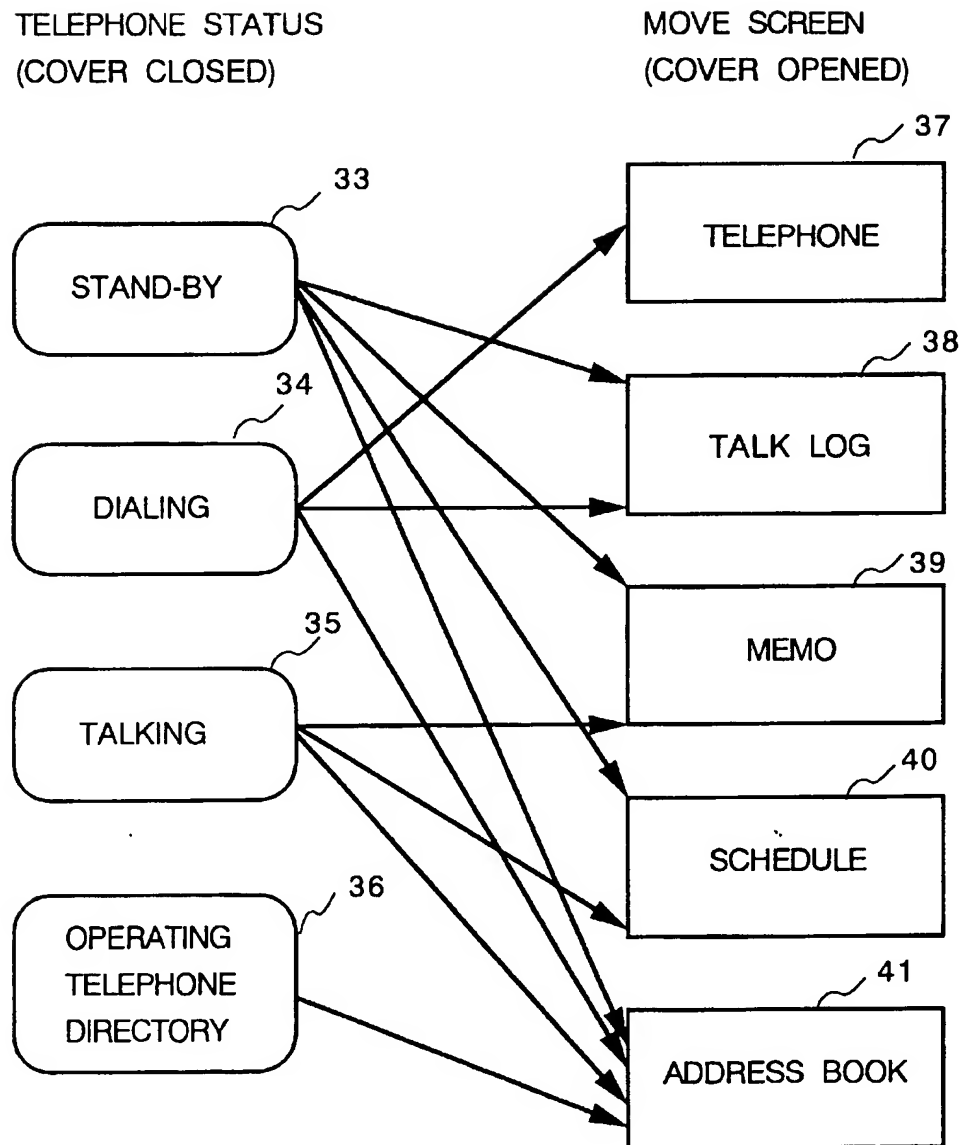 TELEPHONE STATUS
(COVER CLOSED)
MOVE SCREEN
(COVER OPENED)
33
STAND-BY
34
DIALING
35
TALKING
36
OPERATING
TELEPHONE
DIRECTORY
37
TELEPHONE
38
TALK LOG
39
MEMO
40
SCHEDULE
41
ADDRESS BOOK